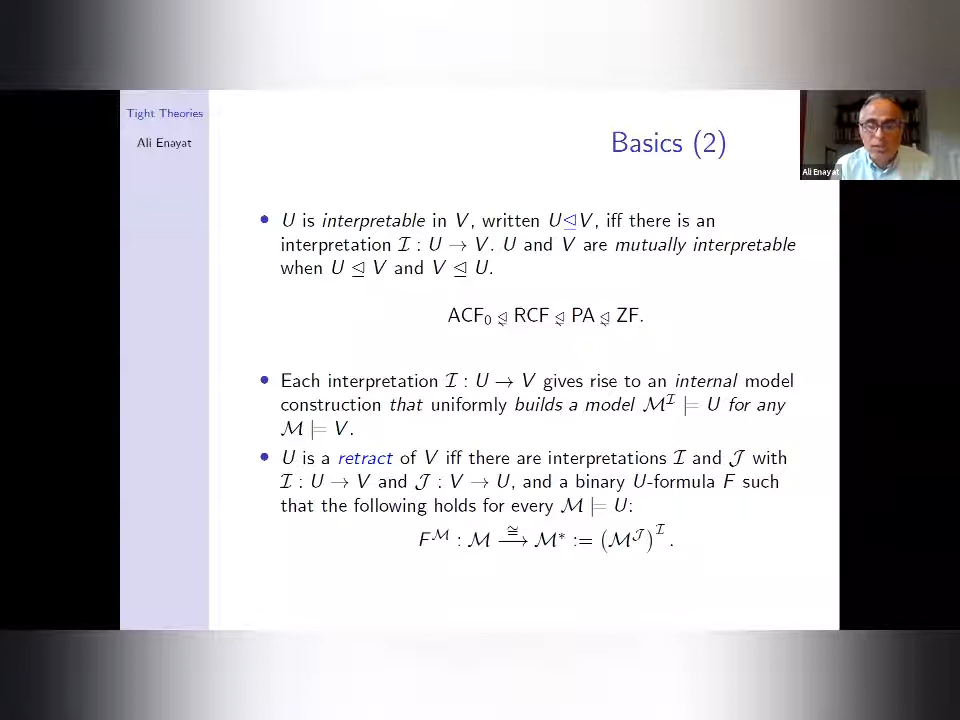 Tight Theories
Ali Enayat
Basics (2)
Ali Enayat
• U is interpretable in V, written U⊴V, iff there is an
interpretation ℐ : U → V. U and V are mutually interpretable
when U ⊴ V and V ⊴ U.
ACF₀ ⋬ RCF ⋬ PA ⋬ ZF.
• Each interpretation ℐ : U → V gives rise to an internal model
construction that uniformly builds a model ℳ^ℐ ⊨ U for any
ℳ ⊨ V.
• U is a retract of V iff there are interpretations ℐ and 𝒥 with
ℐ : U → V and 𝒥 : V → U, and a binary U-formula F such
that the following holds for every ℳ ⊨ U:
F^ℳ : ℳ ≅⟶ ℳ* := (ℳ^𝒥)^ℐ.